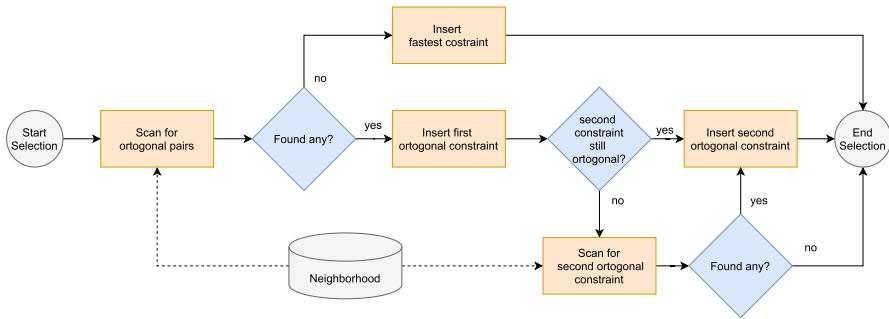 Insert
fastest costraint
no
Start
Selection
Scan for
ortogonal pairs
Found any?
yes
Insert first
ortogonal constraint
second
constraint
still
ortogonal?
yes
Insert second
ortogonal constraint
End
Selection
no
yes
no
Neighborhood
Scan for
second ortogonal
constraint
Found any?